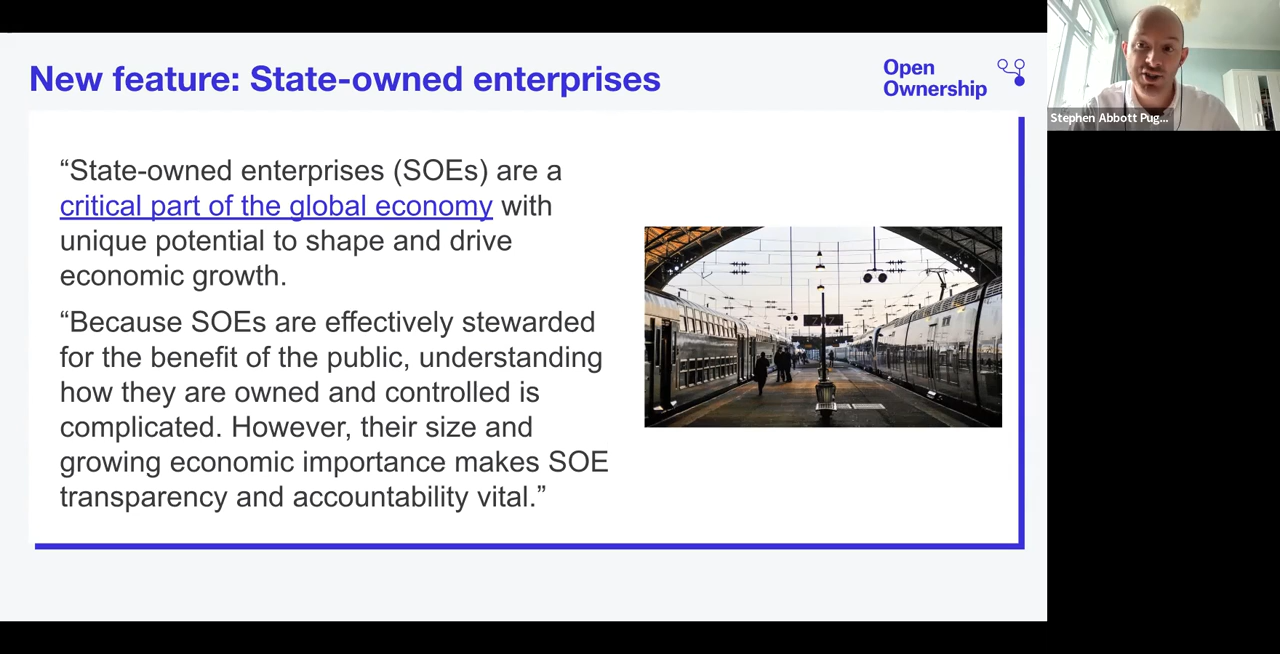 New feature: State-owned enterprises
Open
Ownership
“State-owned enterprises (SOEs) are a
critical part of the global economy with
unique potential to shape and drive
economic growth.
“Because SOEs are effectively stewarded
for the benefit of the public, understanding
how they are owned and controlled is
complicated. However, their size and
growing economic importance makes SOE
transparency and accountability vital.”
Stephen Abbott Pug...